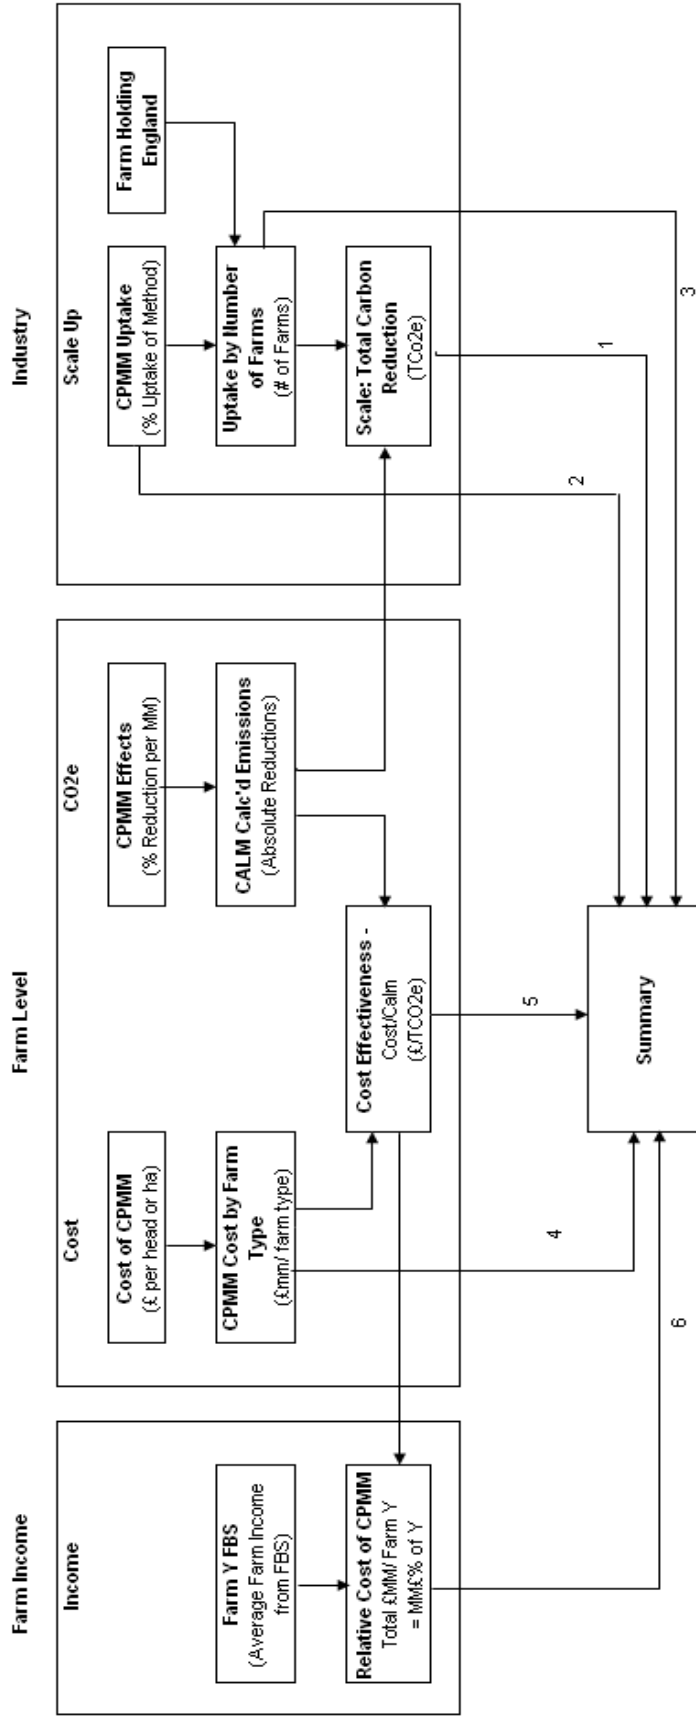 Farm Income
Farm Level
Industry
Income
Cost
CO2e
Scale Up
Farm Y FBS
(Average Farm Income
from FBS)
Relative Cost of CPMM
Total £MM/ Farm Y
= MM£% of Y
Cost of CPMM
(£ per head or ha)
CPMM Cost by Farm
Type
(£mm/ farm type)
CPMM Effects
(% Reduction per MM)
CALM Calc'd Emissions
(Absolute Reductions)
Cost Effectiveness -
Cost/Calm
(£/TCO2e)
CPMM Uptake
(% Uptake of Method)
Farm Holding
England
Uptake by Number
of Farms
(# of Farms)
Scale: Total Carbon
Reduction
(TCo2e)
6
4
5
2
1
3
Summary